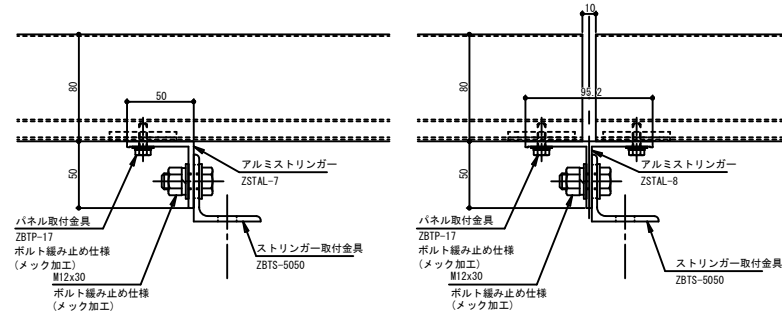 80
50
50
アルミストリンガー
ZSTAL-7
パネル取付金具
ZBTP-17
ボルト緩み止め仕様
(メック加工)
M12x30
ボルト緩み止め仕様
(メック加工)
ストリンガー取付金具
ZBTS-5050
10
80
95.2
50
アルミストリンガー
ZSTAL-8
パネル取付金具
ZBTP-17
ボルト緩み止め仕様
(メック加工)
M12x30
ボルト緩み止め仕様
(メック加工)
ストリンガー取付金具
ZBTS-5050